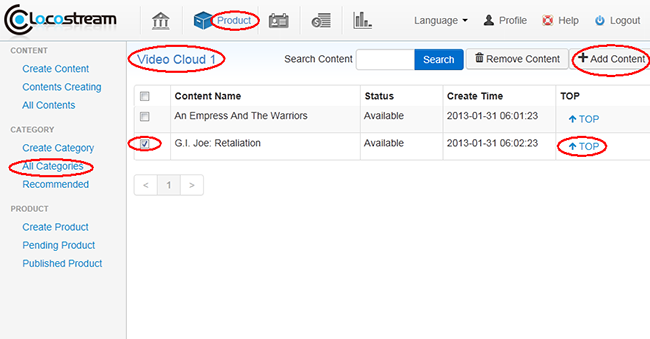 Locostream
Product
Language
Profile
Help
Logout
CONTENT
Create Content
Contents Creating
All Contents
CATEGORY
Create Category
All Categories
Recommended
PRODUCT
Create Product
Pending Product
Published Product
Video Cloud 1
Search Content
Search
Remove Content
Add Content
Content Name Status Create Time TOP
An Empress And The Warriors Available 2013-01-31 06:01:23 TOP
G.I. Joe: Retaliation Available 2013-01-31 06:02:23 TOP
< 1 >